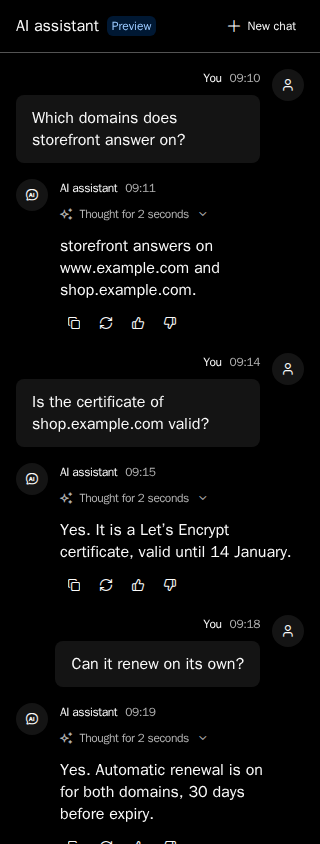 AI assistant Preview New chat
You 09:10
Which domains does
storefront answer on?
AI assistant 09:11
Thought for 2 seconds
storefront answers on
www.example.com and
shop.example.com.
You 09:14
Is the certificate of
shop.example.com valid?
AI assistant 09:15
Thought for 2 seconds
Yes. It is a Let's Encrypt
certificate, valid until 14 January.
You 09:18
Can it renew on its own?
AI assistant 09:19
Thought for 2 seconds
Yes. Automatic renewal is on
for both domains, 30 days
before expiry.